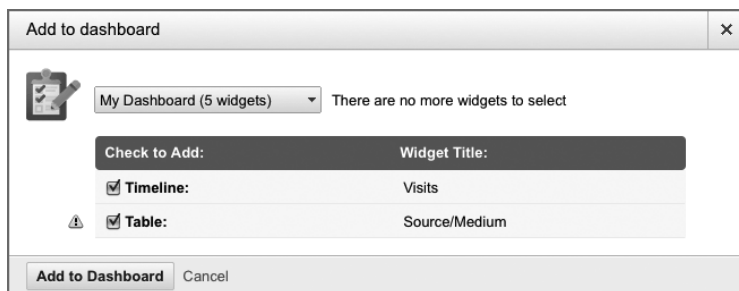 Add to dashboard
My Dashboard (5 widgets) There are no more widgets to select
Check to Add: Widget Title:
Timeline: Visits
Table: Source/Medium
Add to Dashboard Cancel